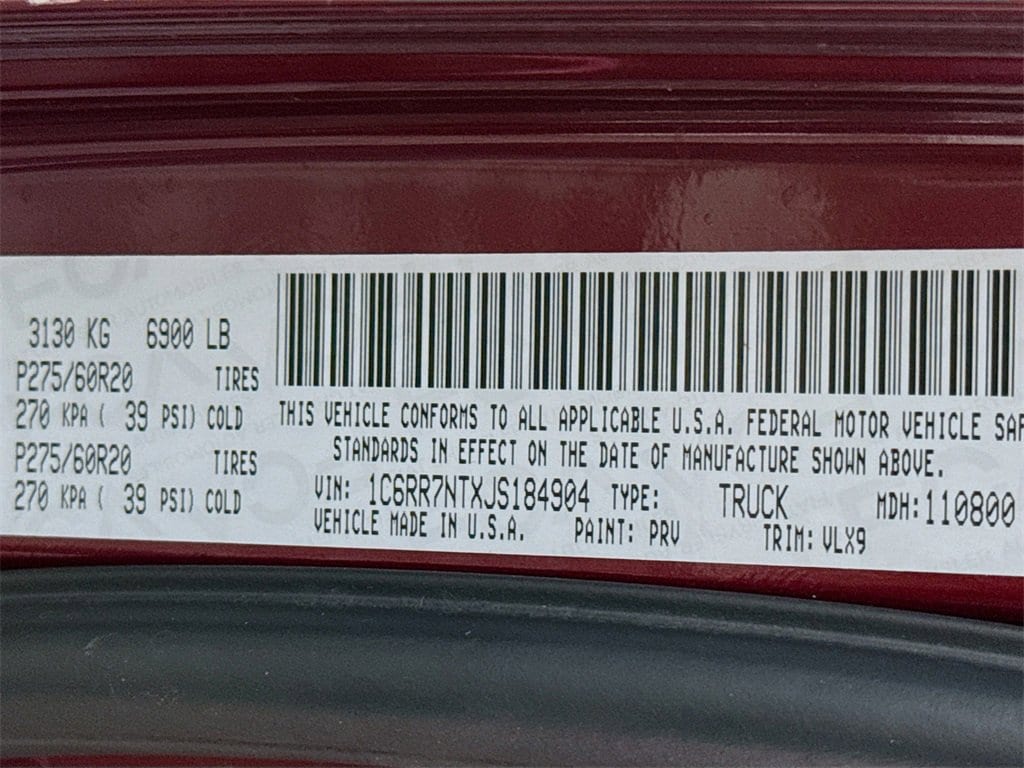 3130 KG 6900 LB
P275/60R20 TIRES
270 KPA ( 39 PSI) COLD
P275/60R20 TIRES
270 KPA ( 39 PSI) COLD
THIS VEHICLE CONFORMS TO ALL APPLICABLE U.S.A. FEDERAL MOTOR VEHICLE SAF
STANDARDS IN EFFECT ON THE DATE OF MANUFACTURE SHOWN ABOVE.
VIN: 1C6RR7NTXJS184904 TYPE: TRUCK MDH: 110800
VEHICLE MADE IN U.S.A. PAINT: PRV TRIM: VLX9